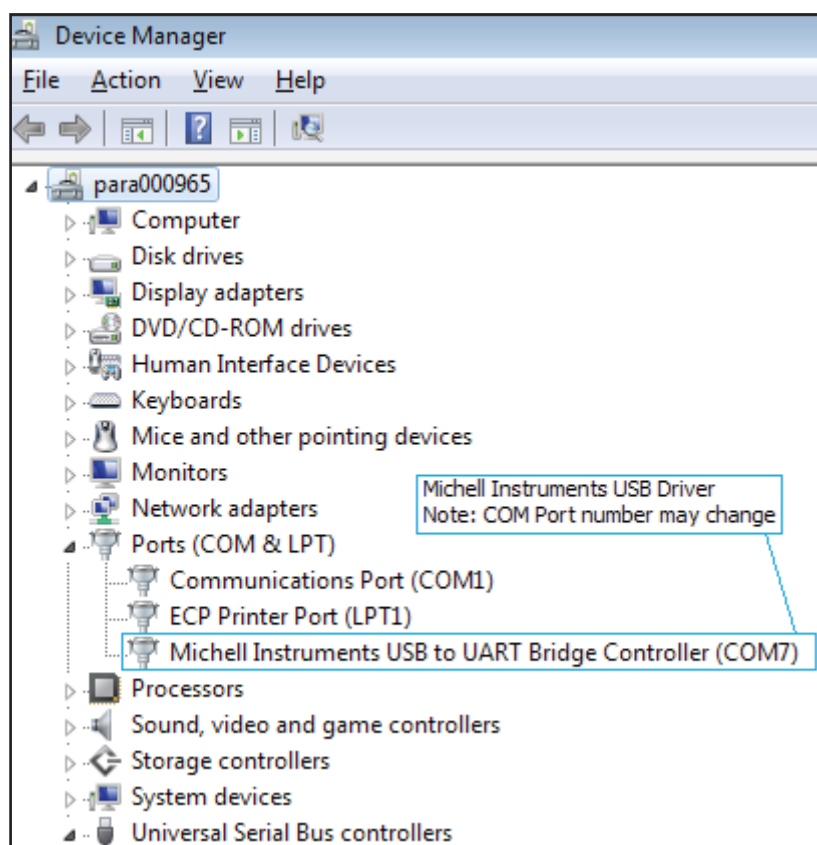 Device Manager
File Action View Help
para000965
Computer
Disk drives
Display adapters
DVD/CD-ROM drives
Human Interface Devices
Keyboards
Mice and other pointing devices
Monitors
Network adapters
Michell Instruments USB Driver
Note: COM Port number may change
Ports (COM & LPT)
Communications Port (COM1)
ECP Printer Port (LPT1)
Michell Instruments USB to UART Bridge Controller (COM7)
Processors
Sound, video and game controllers
Storage controllers
System devices
Universal Serial Bus controllers